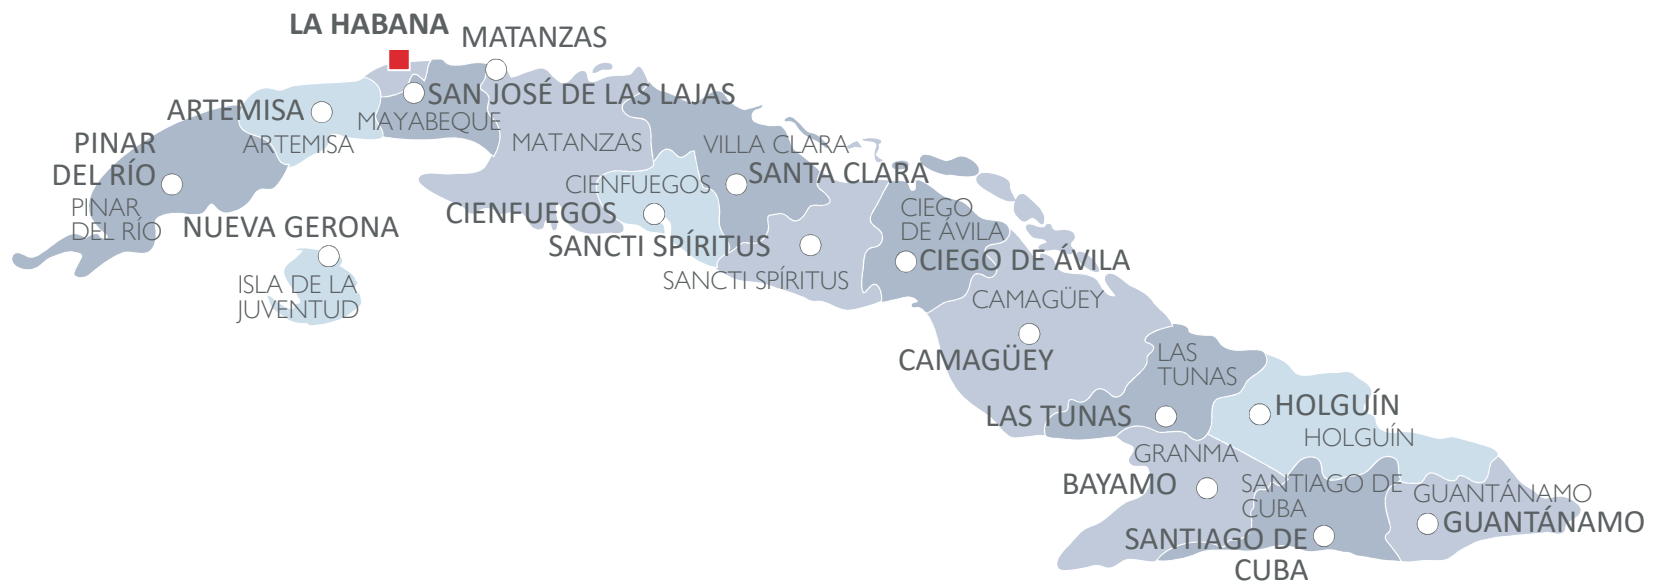 LA HABANA
MATANZAS
SAN JOSÉ DE LAS LAJAS
MAYABEQUE
ARTEMISA
ARTEMISA
PINAR
DEL RÍO
PINAR
DEL RÍO
NUEVA GERONA
ISLA DE LA
JUVENTUD
MATANZAS
VILLA CLARA
SANTA CLARA
CIENFUEGOS
CIENFUEGOS
SANCTI SPÍRITUS
SANCTI SPÍRITUS
CIEGO
DE ÁVILA
CIEGO DE ÁVILA
CAMAGÜEY
CAMAGÜEY
LAS
TUNAS
LAS TUNAS
HOLGUÍN
HOLGUÍN
GRANMA
BAYAMO
SANTIAGO DE
CUBA
SANTIAGO DE
CUBA
GUANTÁNAMO
GUANTÁNAMO